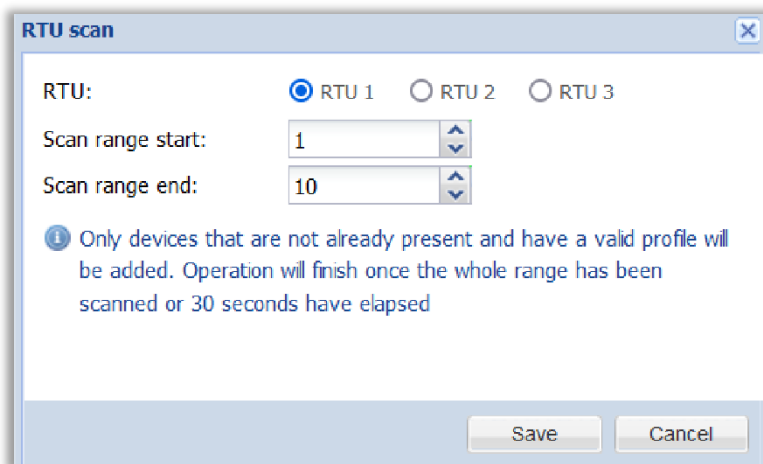 RTU scan
RTU: RTU 1 RTU 2 RTU 3
Scan range start: 1
Scan range end: 10
Only devices that are not already present and have a valid profile will
be added. Operation will finish once the whole range has been
scanned or 30 seconds have elapsed
Save Cancel